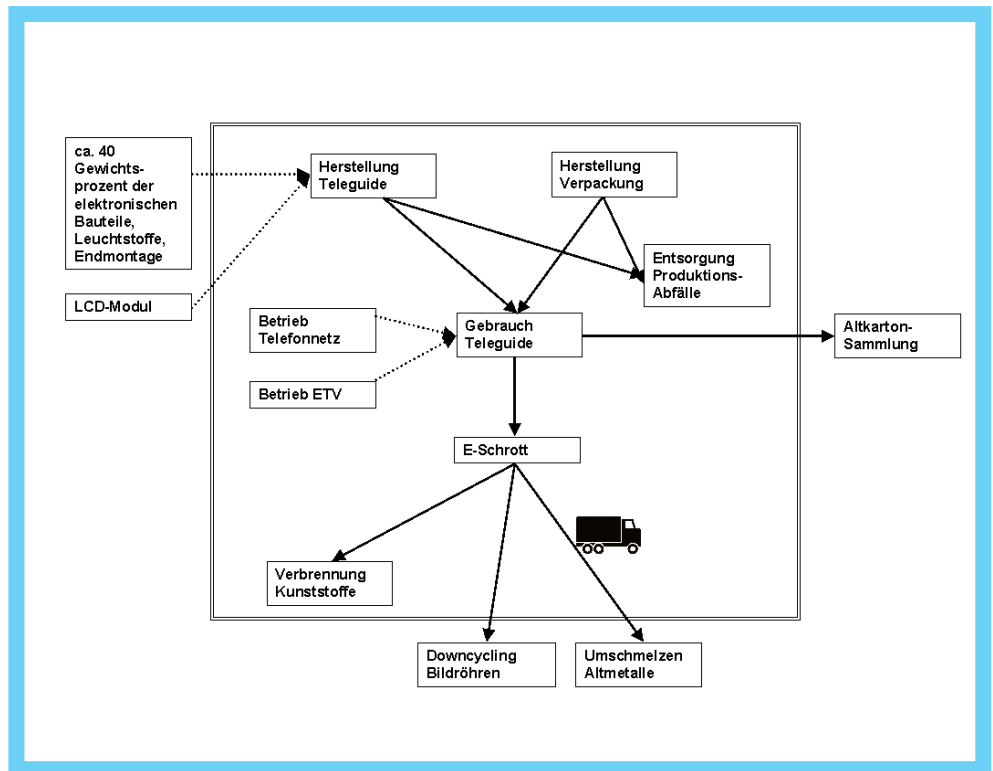 ca. 40
Gewichts-
prozent der
elektronischen
Bauteile,
Leuchtstoffe,
Endmontage
LCD-Modul
Herstellung
Teleguide
Herstellung
Verpackung
Entsorgung
Produktions-
Abfälle
Betrieb
Telefonnetz
Gebrauch
Teleguide
Altkarton-
Sammlung
Betrieb ETV
E-Schrott
Verbrennung
Kunststoffe
Downcycling
Bildröhren
Umschmelzen
Altmetalle